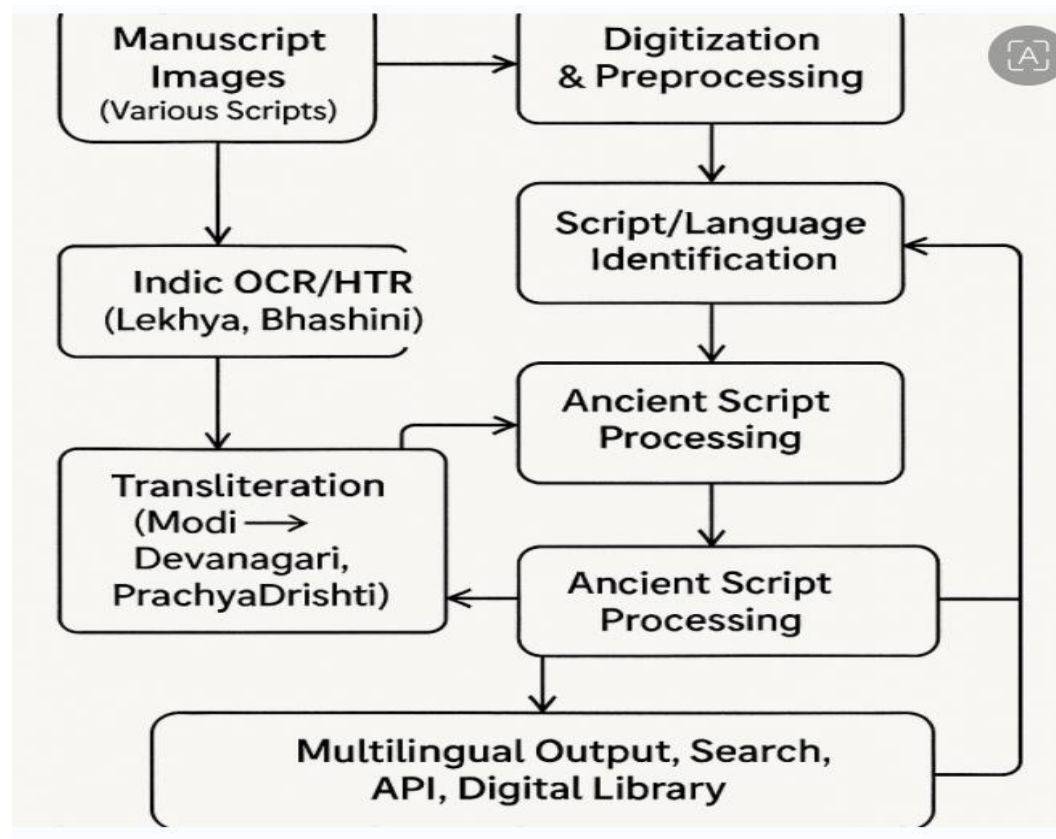 Manuscript
Images
(Various Scripts)
Digitization
& Preprocessing
Script/Language
Identification
Indic OCR/HTR
(Lekhya, Bhashini)
Ancient Script
Processing
Transliteration
(Modi →
Devanagari,
PrachyaDrishti)
Ancient Script
Processing
Multilingual Output, Search,
API, Digital Library
A